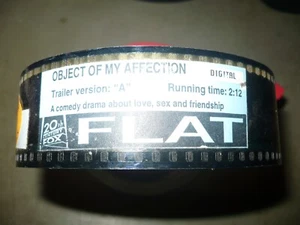 OBJECT OF MY AFFECTION DIGITAL
Trailer version: "A" Running time: 2:12
A comedy drama about love, sex and friendship
20th CENTURY FOX
FLAT